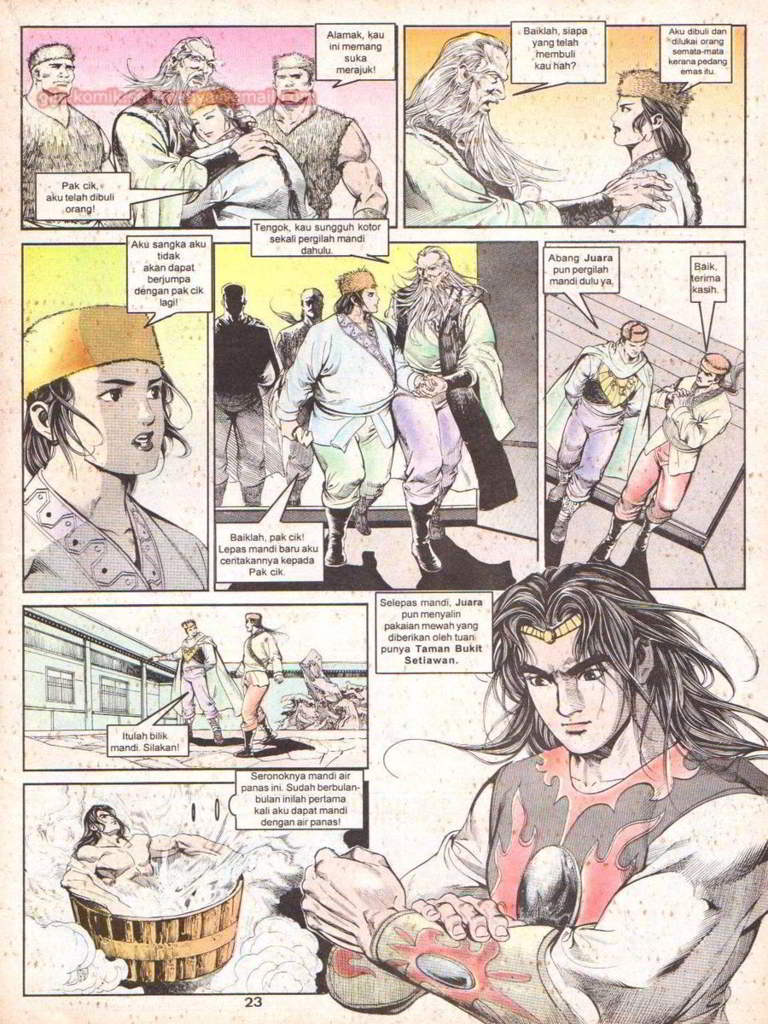 Alamak, kau
ini memang
suka
merajuk!
Pak cik,
aku telah dibuli
orang!
Baiklah, siapa
yang telah
membuli
kau hah?
Aku dibuli dan
dilukai orang
semata-mata
kerana pedang
emas itu.
Aku sangka aku
tidak
akan dapat
berjumpa
dengan pak cik
lagi!
Tengok, kau sungguh kotor
sekali pergilah mandi
dahulu.
Baiklah, pak cik!
Lepas mandi baru aku
ceritakannya kepada
Pak cik.
Abang Juara
pun pergilah
mandi dulu ya,
Baik,
terima
kasih.
Itulah bilik
mandi. Silakan!
Selepas mandi, Juara
pun menyalin
pakaian mewah yang
diberikan oleh tuan
punya Taman Bukit
Setiawan.
Seronoknya mandi air
panas ini. Sudah berbulan-
bulan inilah pertama
kali aku dapat mandi
dengan air panas!
23